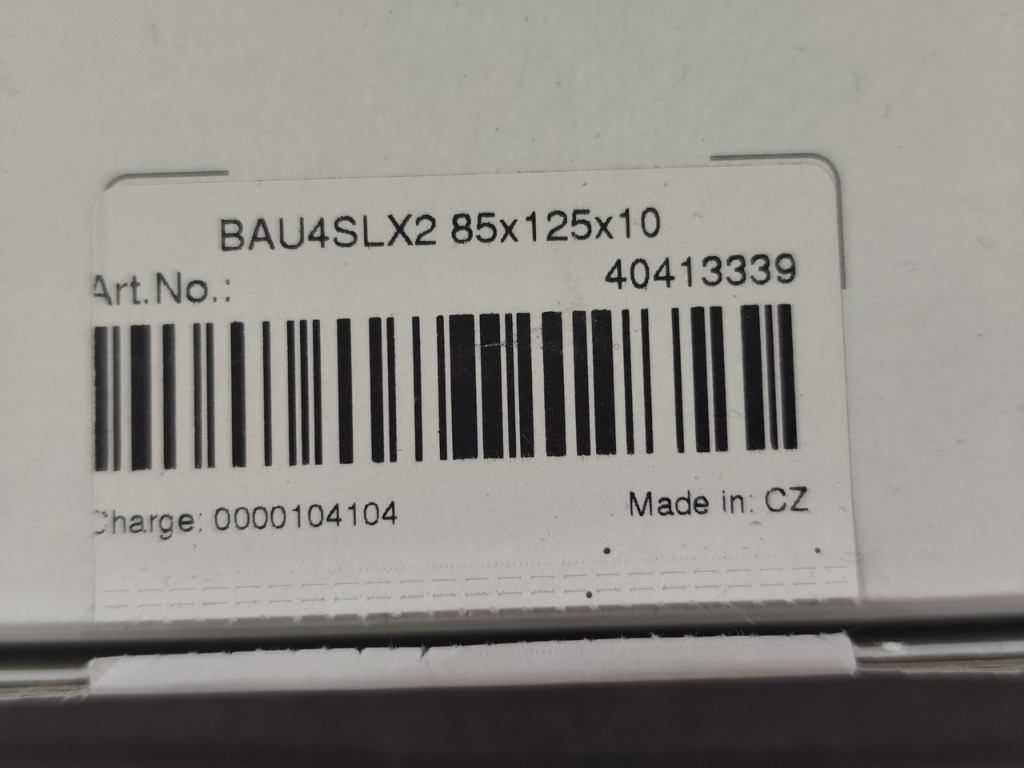 BAU4SLX2 85x125x10
Art.No.: 40413339
Charge: 0000104104 Made in: CZ